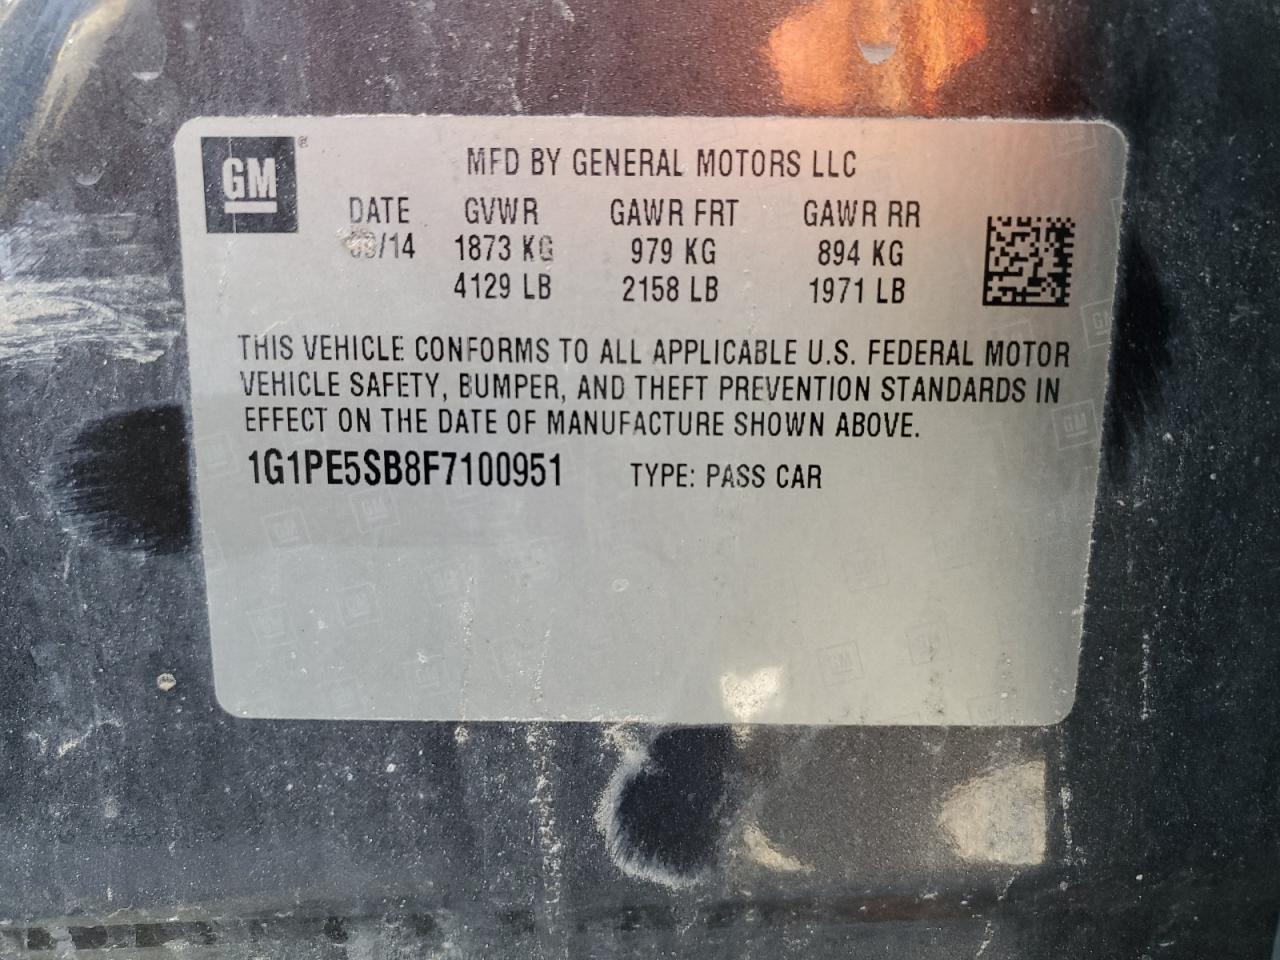 GM®
MFD BY GENERAL MOTORS LLC
DATE GVWR GAWR FRT GAWR RR
/14 1873 KG 979 KG 894 KG
4129 LB 2158 LB 1971 LB
THIS VEHICLE CONFORMS TO ALL APPLICABLE U.S. FEDERAL MOTOR
VEHICLE SAFETY, BUMPER, AND THEFT PREVENTION STANDARDS IN
EFFECT ON THE DATE OF MANUFACTURE SHOWN ABOVE.
1G1PE5SB8F7100951 TYPE: PASS CAR